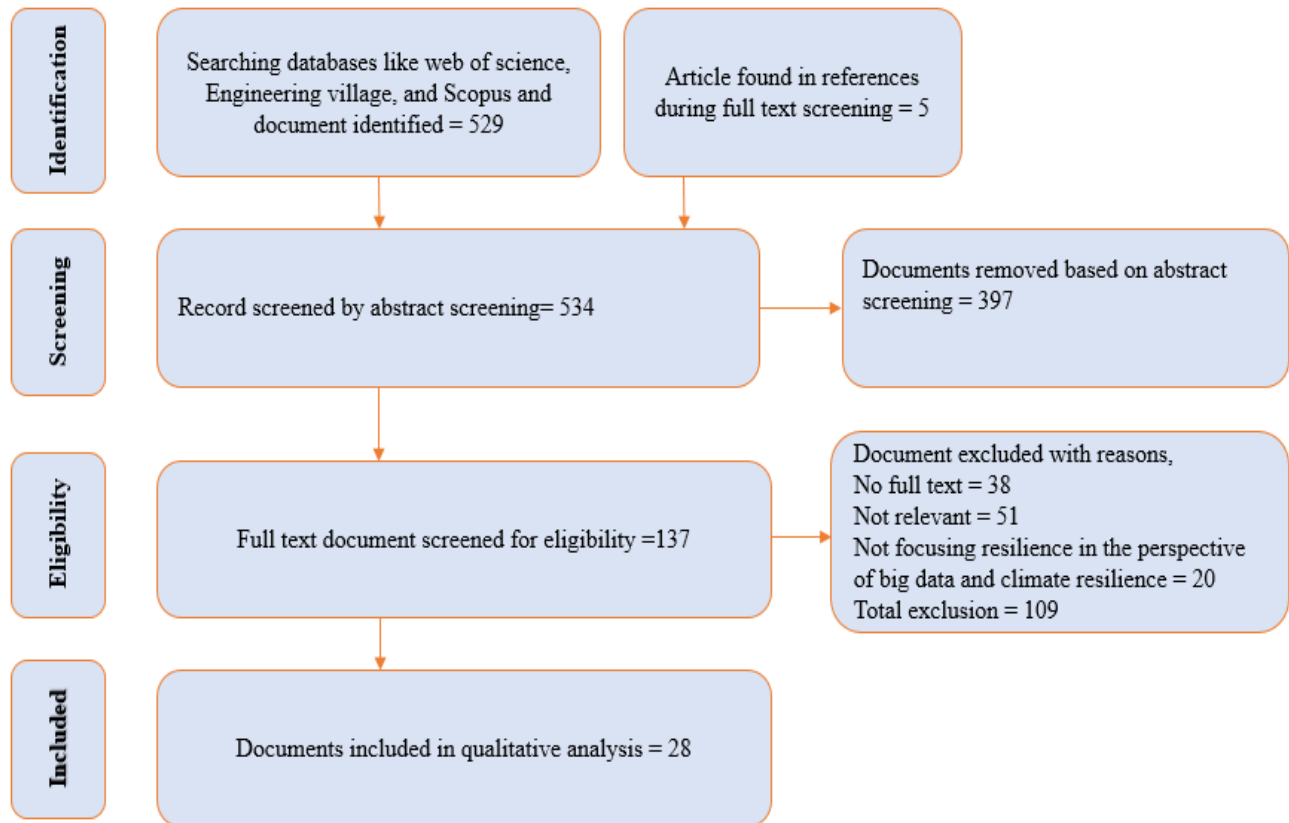 Identification
Searching databases like web of science,
Engineering village, and Scopus and
document identified = 529
Article found in references
during full text screening = 5
Screening
Record screened by abstract screening= 534
Documents removed based on abstract
screening = 397
Eligibility
Full text document screened for eligibility =137
Document excluded with reasons,
No full text = 38
Not relevant = 51
Not focusing resilience in the perspective
of big data and climate resilience = 20
Total exclusion = 109
Included
Documents included in qualitative analysis = 28